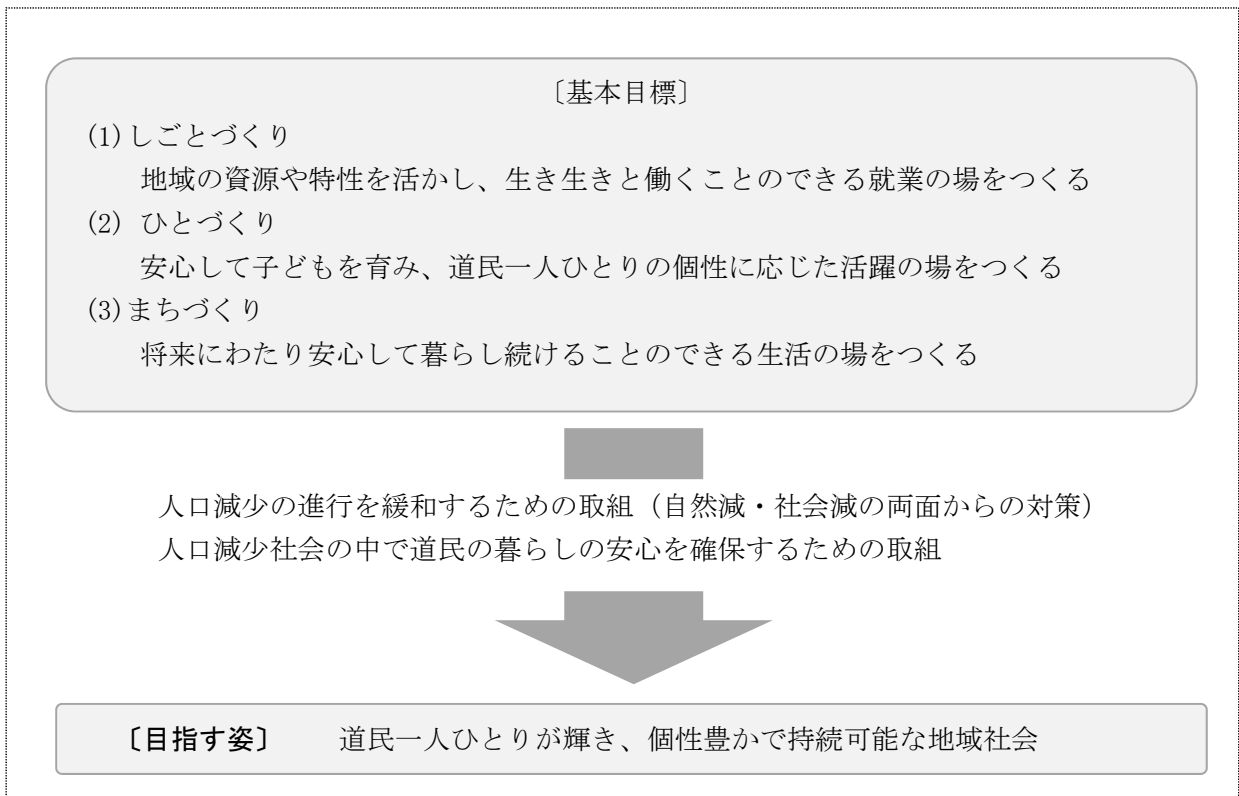 〔基本目標〕
(1)しごとづくり
地域の資源や特性を活かし、生き生きと働くことのできる就業の場をつくる
(2) ひとづくり
安心して子どもを育み、道民一人ひとりの個性に応じた活躍の場をつくる
(3)まちづくり
将来にわたり安心して暮らし続けることのできる生活の場をつくる
人口減少の進行を緩和するための取組（自然減・社会減の両面からの対策）
人口減少社会の中で道民の暮らしの安心を確保するための取組
〔目指す姿〕　　道民一人ひとりが輝き、個性豊かで持続可能な地域社会